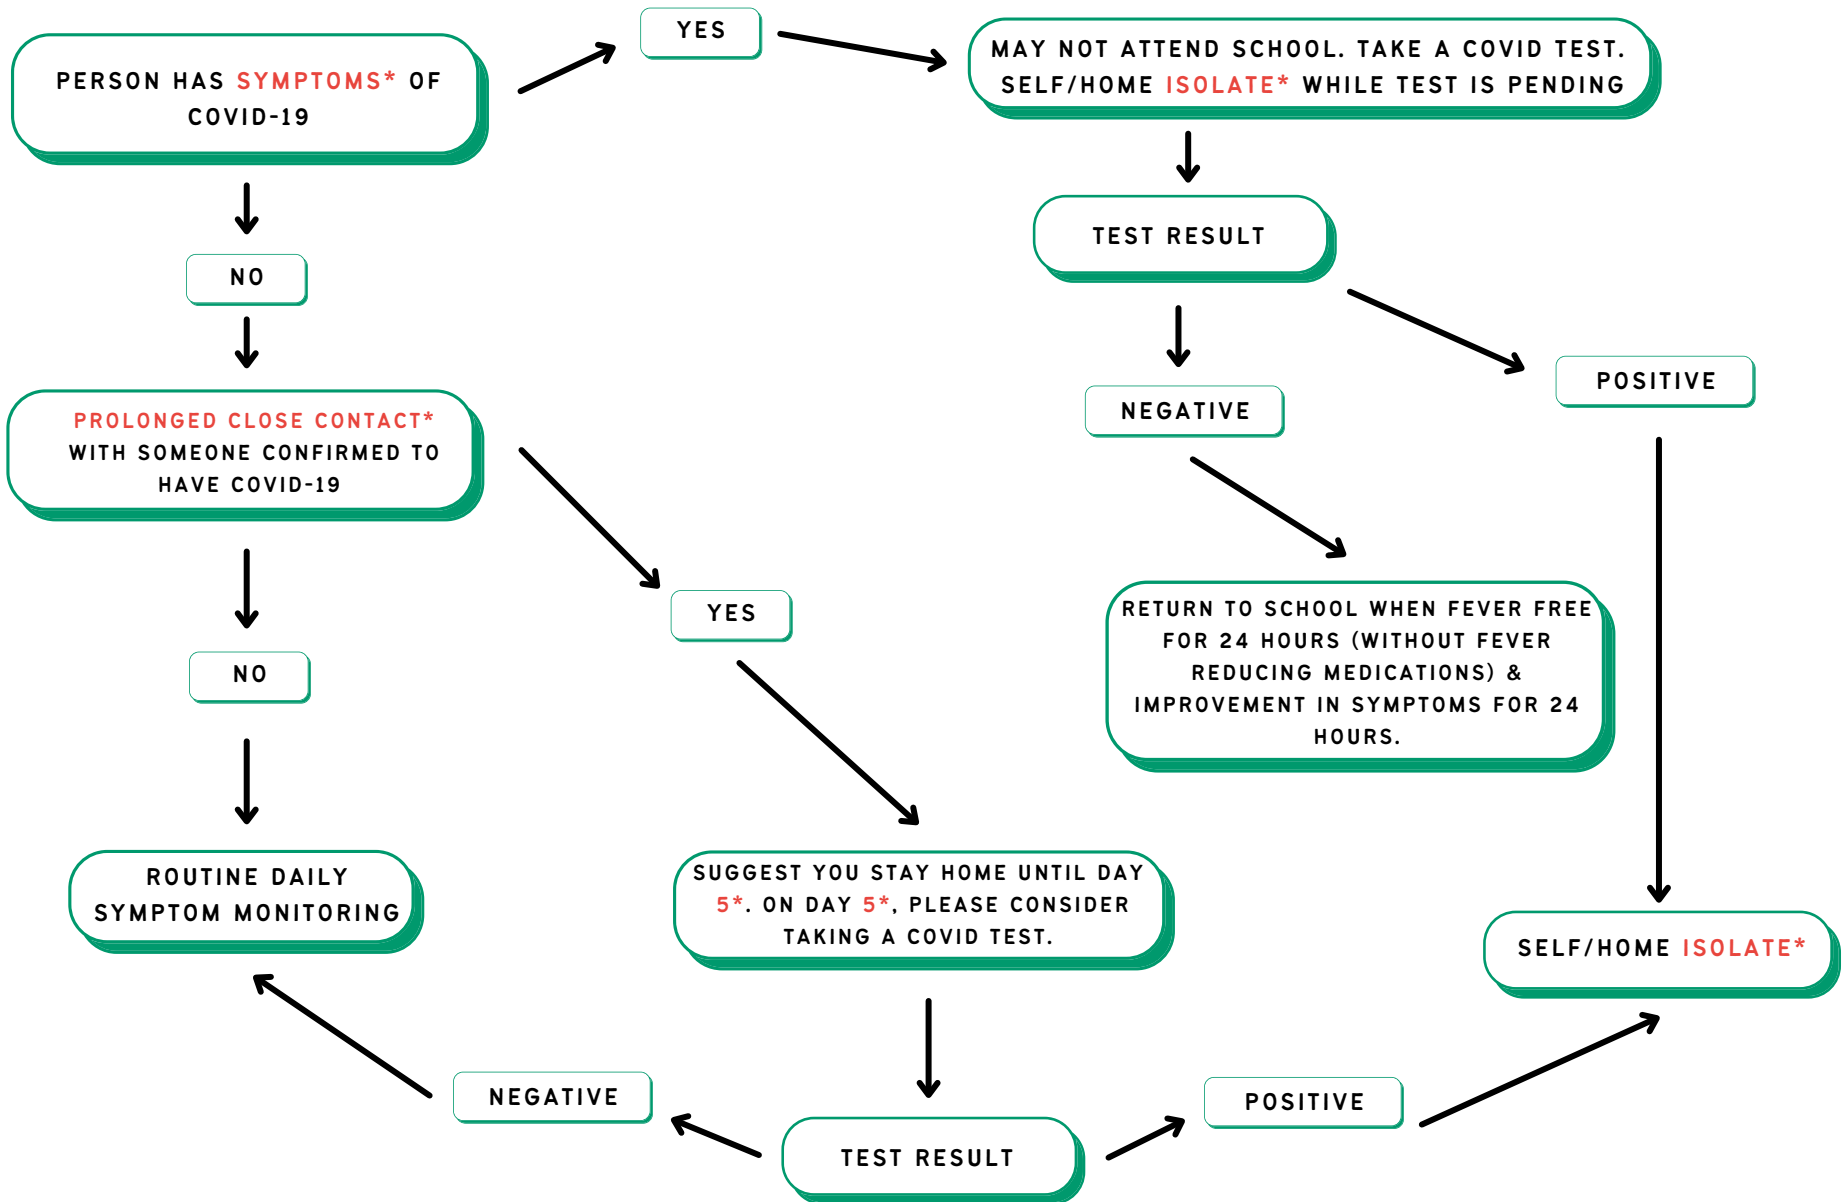 PERSON HAS SYMPTOMS* OF
COVID-19
YES
MAY NOT ATTEND SCHOOL. TAKE A COVID TEST.
SELF/HOME ISOLATE* WHILE TEST IS PENDING
TEST RESULT
NO
POSITIVE
NEGATIVE
PROLONGED CLOSE CONTACT*
WITH SOMEONE CONFIRMED TO
HAVE COVID-19
YES
RETURN TO SCHOOL WHEN FEVER FREE
FOR 24 HOURS (WITHOUT FEVER
REDUCING MEDICATIONS) &
IMPROVEMENT IN SYMPTOMS FOR 24
HOURS.
NO
ROUTINE DAILY
SYMPTOM MONITORING
SUGGEST YOU STAY HOME UNTIL DAY
5*. ON DAY 5*, PLEASE CONSIDER
TAKING A COVID TEST.
SELF/HOME ISOLATE*
NEGATIVE
POSITIVE
TEST RESULT